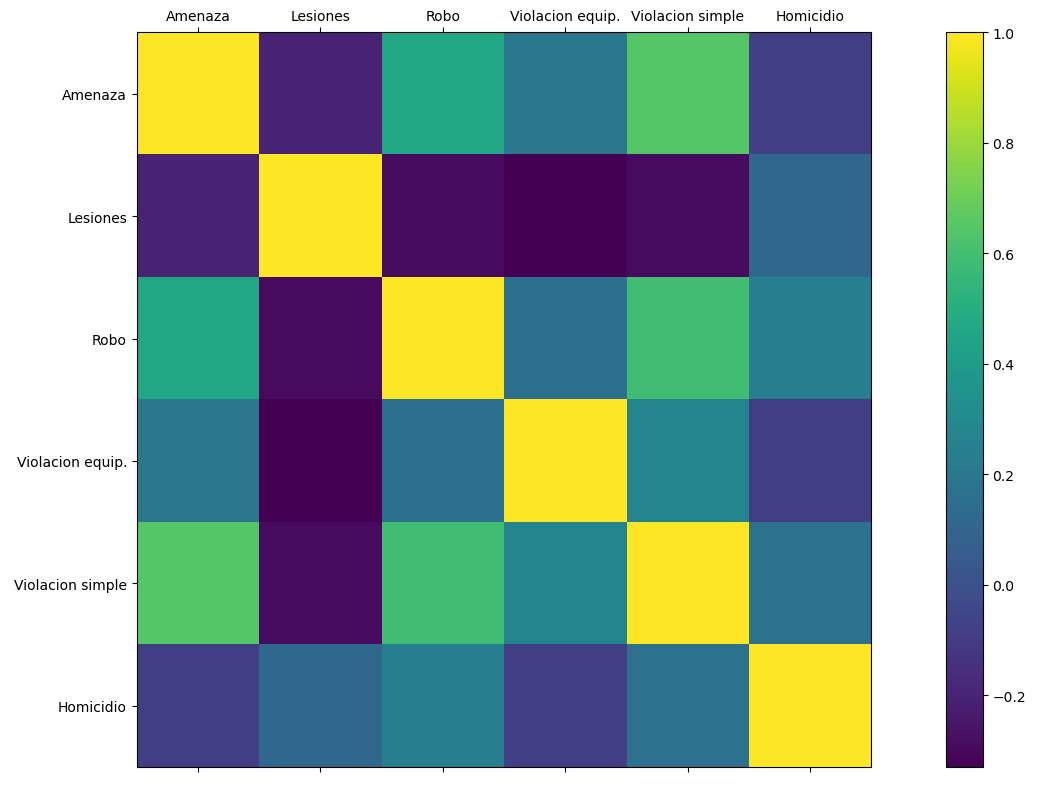 Amenaza Lesiones Robo Violacion equip. Violacion simple Homicidio
Amenaza
Lesiones
Robo
Violacion equip.
Violacion simple
Homicidio
1.0
0.8
0.6
0.4
0.2
0.0
−0.2